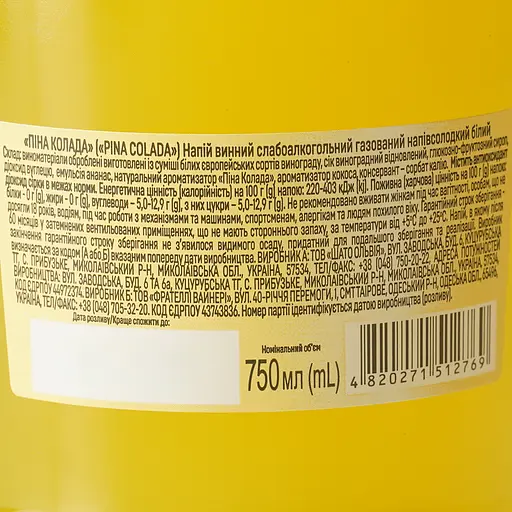 «ПІНА КОЛАДА» («PINA COLADA») Напій винний слабоалкогольний газований напівсолодкий білий
Склад: виноматеріали оброблені виготовлені із суміші білих європейських сортів винограду, сік виноградний відновлений, глюкозно-фруктозний сироп,
діоксид вуглецю, емульсія ананас, натуральний ароматизатор «Піна Колада», ароматизатор кокоса, консервант – сорбат калію. Містить антиоксидант
діоксид сірки в межах норми. Енергетична цінність (калорійність) на 100 г (g) напою: 220-403 кДж (kj). Поживна (харчова) цінність на 100 г (g) напою:
білки - 0 г (g), жири - 0 г (g), вуглеводи – 5,0-12,9 г (g), з них цукри – 5,0-12,9 г (g). Не рекомендовано вживати вагітності, особам, що не
досягли 18 років, водіям, під час роботи з механізмами та машинами, спортсменам, алергікам та людям похилого віку. Гарантійний строк зберігання -
60 місяців у затемнених вентильованих приміщеннях, що не мають стороннього запаху, за температури від +5°С до +25°С. Напій, в якому після
закінчення гарантійного строку зберігання не з’явилося видимого осаду, придатний для подальшого зберігання та реалізації. Виробник
визначається за кодом (А або Б) вказаним попереду дати виробництва. ВИРОБНИК А: ТОВ «ШАТО ОЛЬВІЯ», ВУЛ. ЗАВОДСЬКА, БУД. 6 А, КУЦУРУБСЬКА
ТГ, С. ПРИБУЗЬКЕ, МИКОЛАЇВСЬКИЙ Р-Н, МИКОЛАЇВСЬКА ОБЛ., УКРАЇНА, 57534, ТЕЛ/ФАКС: +38 (048) 750-20-22, АДРЕСА ПОТУЖНОСТЕЙ:
УКРАЇНА, 57534, МИКОЛАЇВСЬКА ОБЛ., МИКОЛАЇВСЬКИЙ Р-Н, С. ПРИБУЗЬКЕ, ВУЛ. ЗАВОДСЬКА, БУД. 6 ТА 6А, КУЦУРУБСЬКА ТГ,
КОД ЄДРПОУ 44972374. ВИРОБНИК Б: ТОВ «ФРАТЕЛЛІ ВАЙНЕРІ», ВУЛ. 40-РІЧЧЯ ПЕРЕМОГИ, 1, СМТ ТАЇРОВЕ, ОДЕСЬКИЙ Р-Н, ОДЕСЬКА ОБЛ., 65496,
УКРАЇНА, ТЕЛ/ФАКС: +38 (048) 705-32-20. КОД ЄДРПОУ 43743836. Номер партії ідентифікується датою виробництва (розливу).
Дата розливу/Краще спожити до:
Номінальний об’єм
750 мл (mL)
4 820271 512769